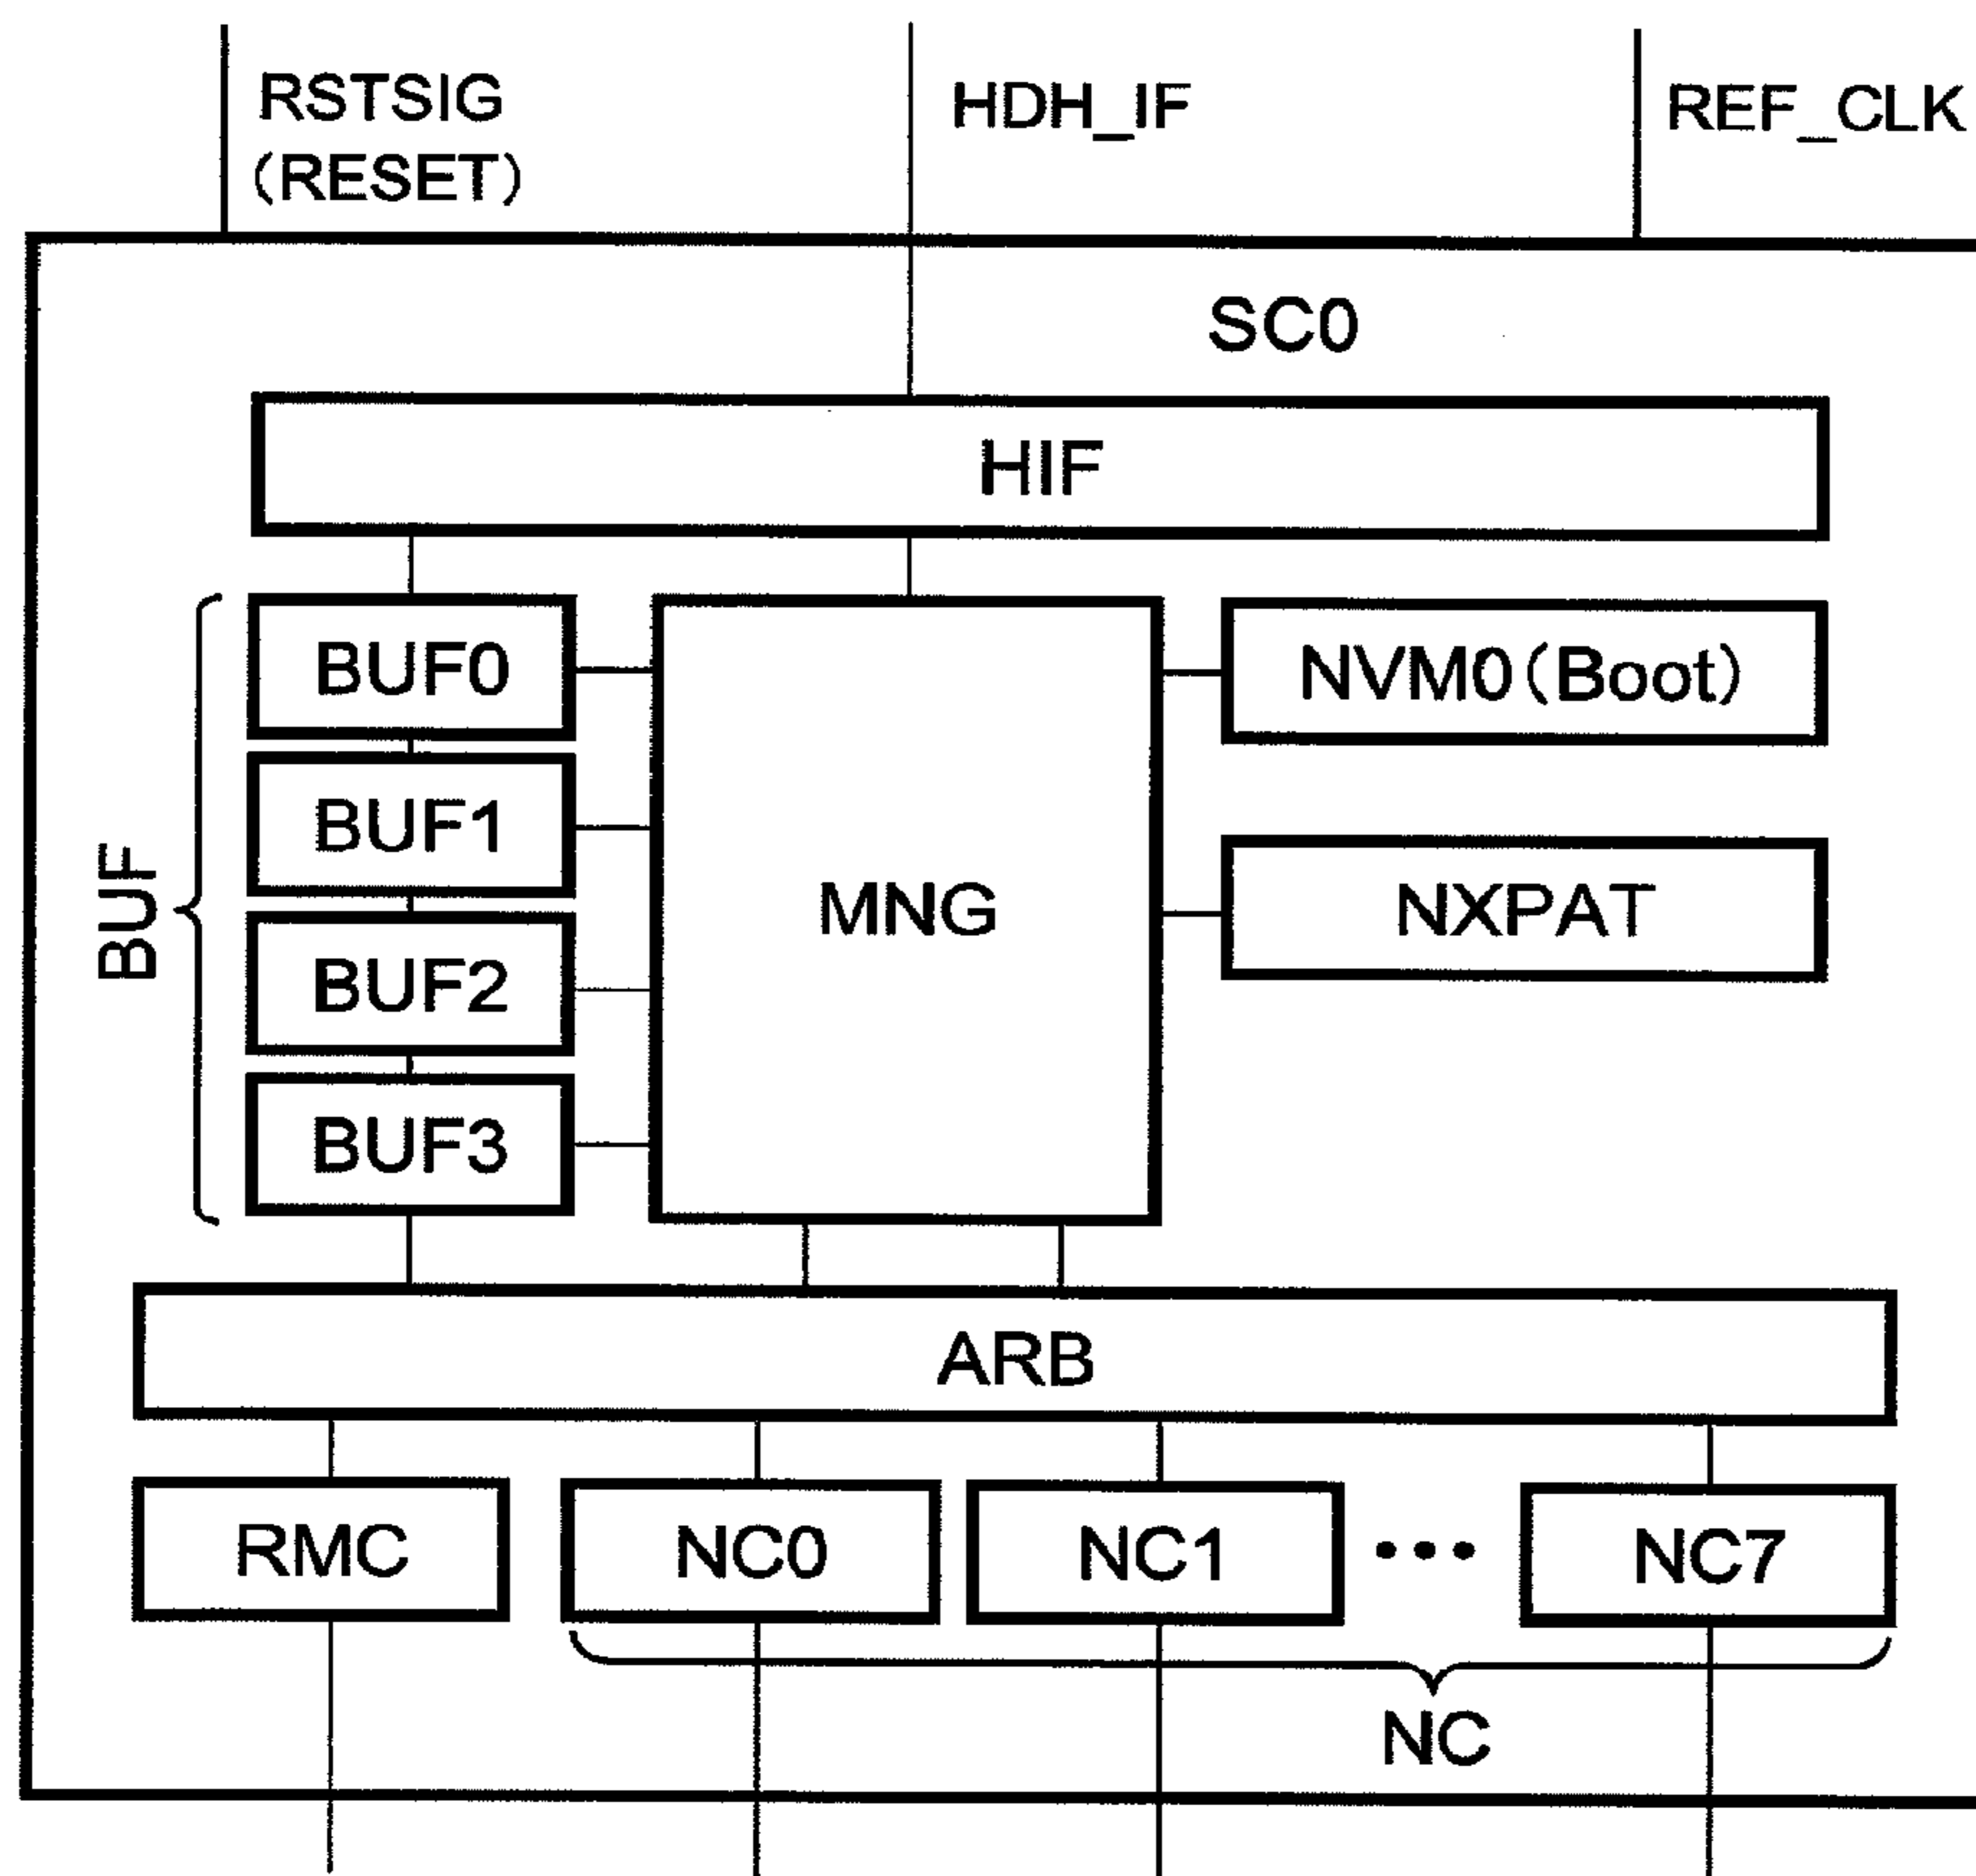 RSTSIG
(RESET)
HDH_IF
REF_CLK
SC0
HIF
BUF
BUF0
BUF1
BUF2
BUF3
MNG
NVM0(Boot)
NXPAT
ARB
RMC
NC0
NC1
•••
NC7
NC